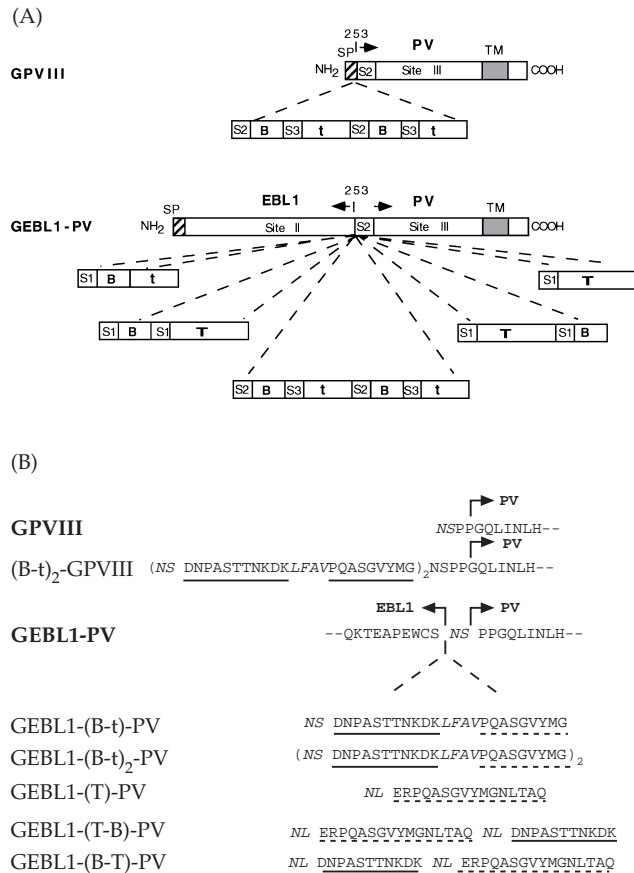 (A)
253
SP PV TM
GPVIII NH2 S2 Site III COOH
S2 B S3 t S2 B S3 t
253
SP EBL1 PV TM
GEBL1-PV NH2 Site II S2 Site III COOH
S1 B t S1 T
S1 B S1 T S1 T S1 B
S2 B S3 t S2 B S3 t
(B)
PV
GPVIII NSPPGQLINLH--
PV
(B-t)2-GPVIII (NS DNPASTTNKDKLFAVPQASGVYMG)2NSPPGQLINLH--
EBL1 PV
GEBL1-PV --QKTEAPEWCS NS PPGQLINLH--
GEBL1-(B-t)-PV NS DNPASTTNKDKLFAVPQASGVYMG
GEBL1-(B-t)2-PV (NS DNPASTTNKDKLFAVPQASGVYMG)2
GEBL1-(T)-PV NL ERPQASGVYMGNLTAQ
GEBL1-(T-B)-PV NL ERPQASGVYMGNLTAQ NL DNPASTTNKDK
GEBL1-(B-T)-PV NL DNPASTTNKDK NL ERPQASGVYMGNLTAQ